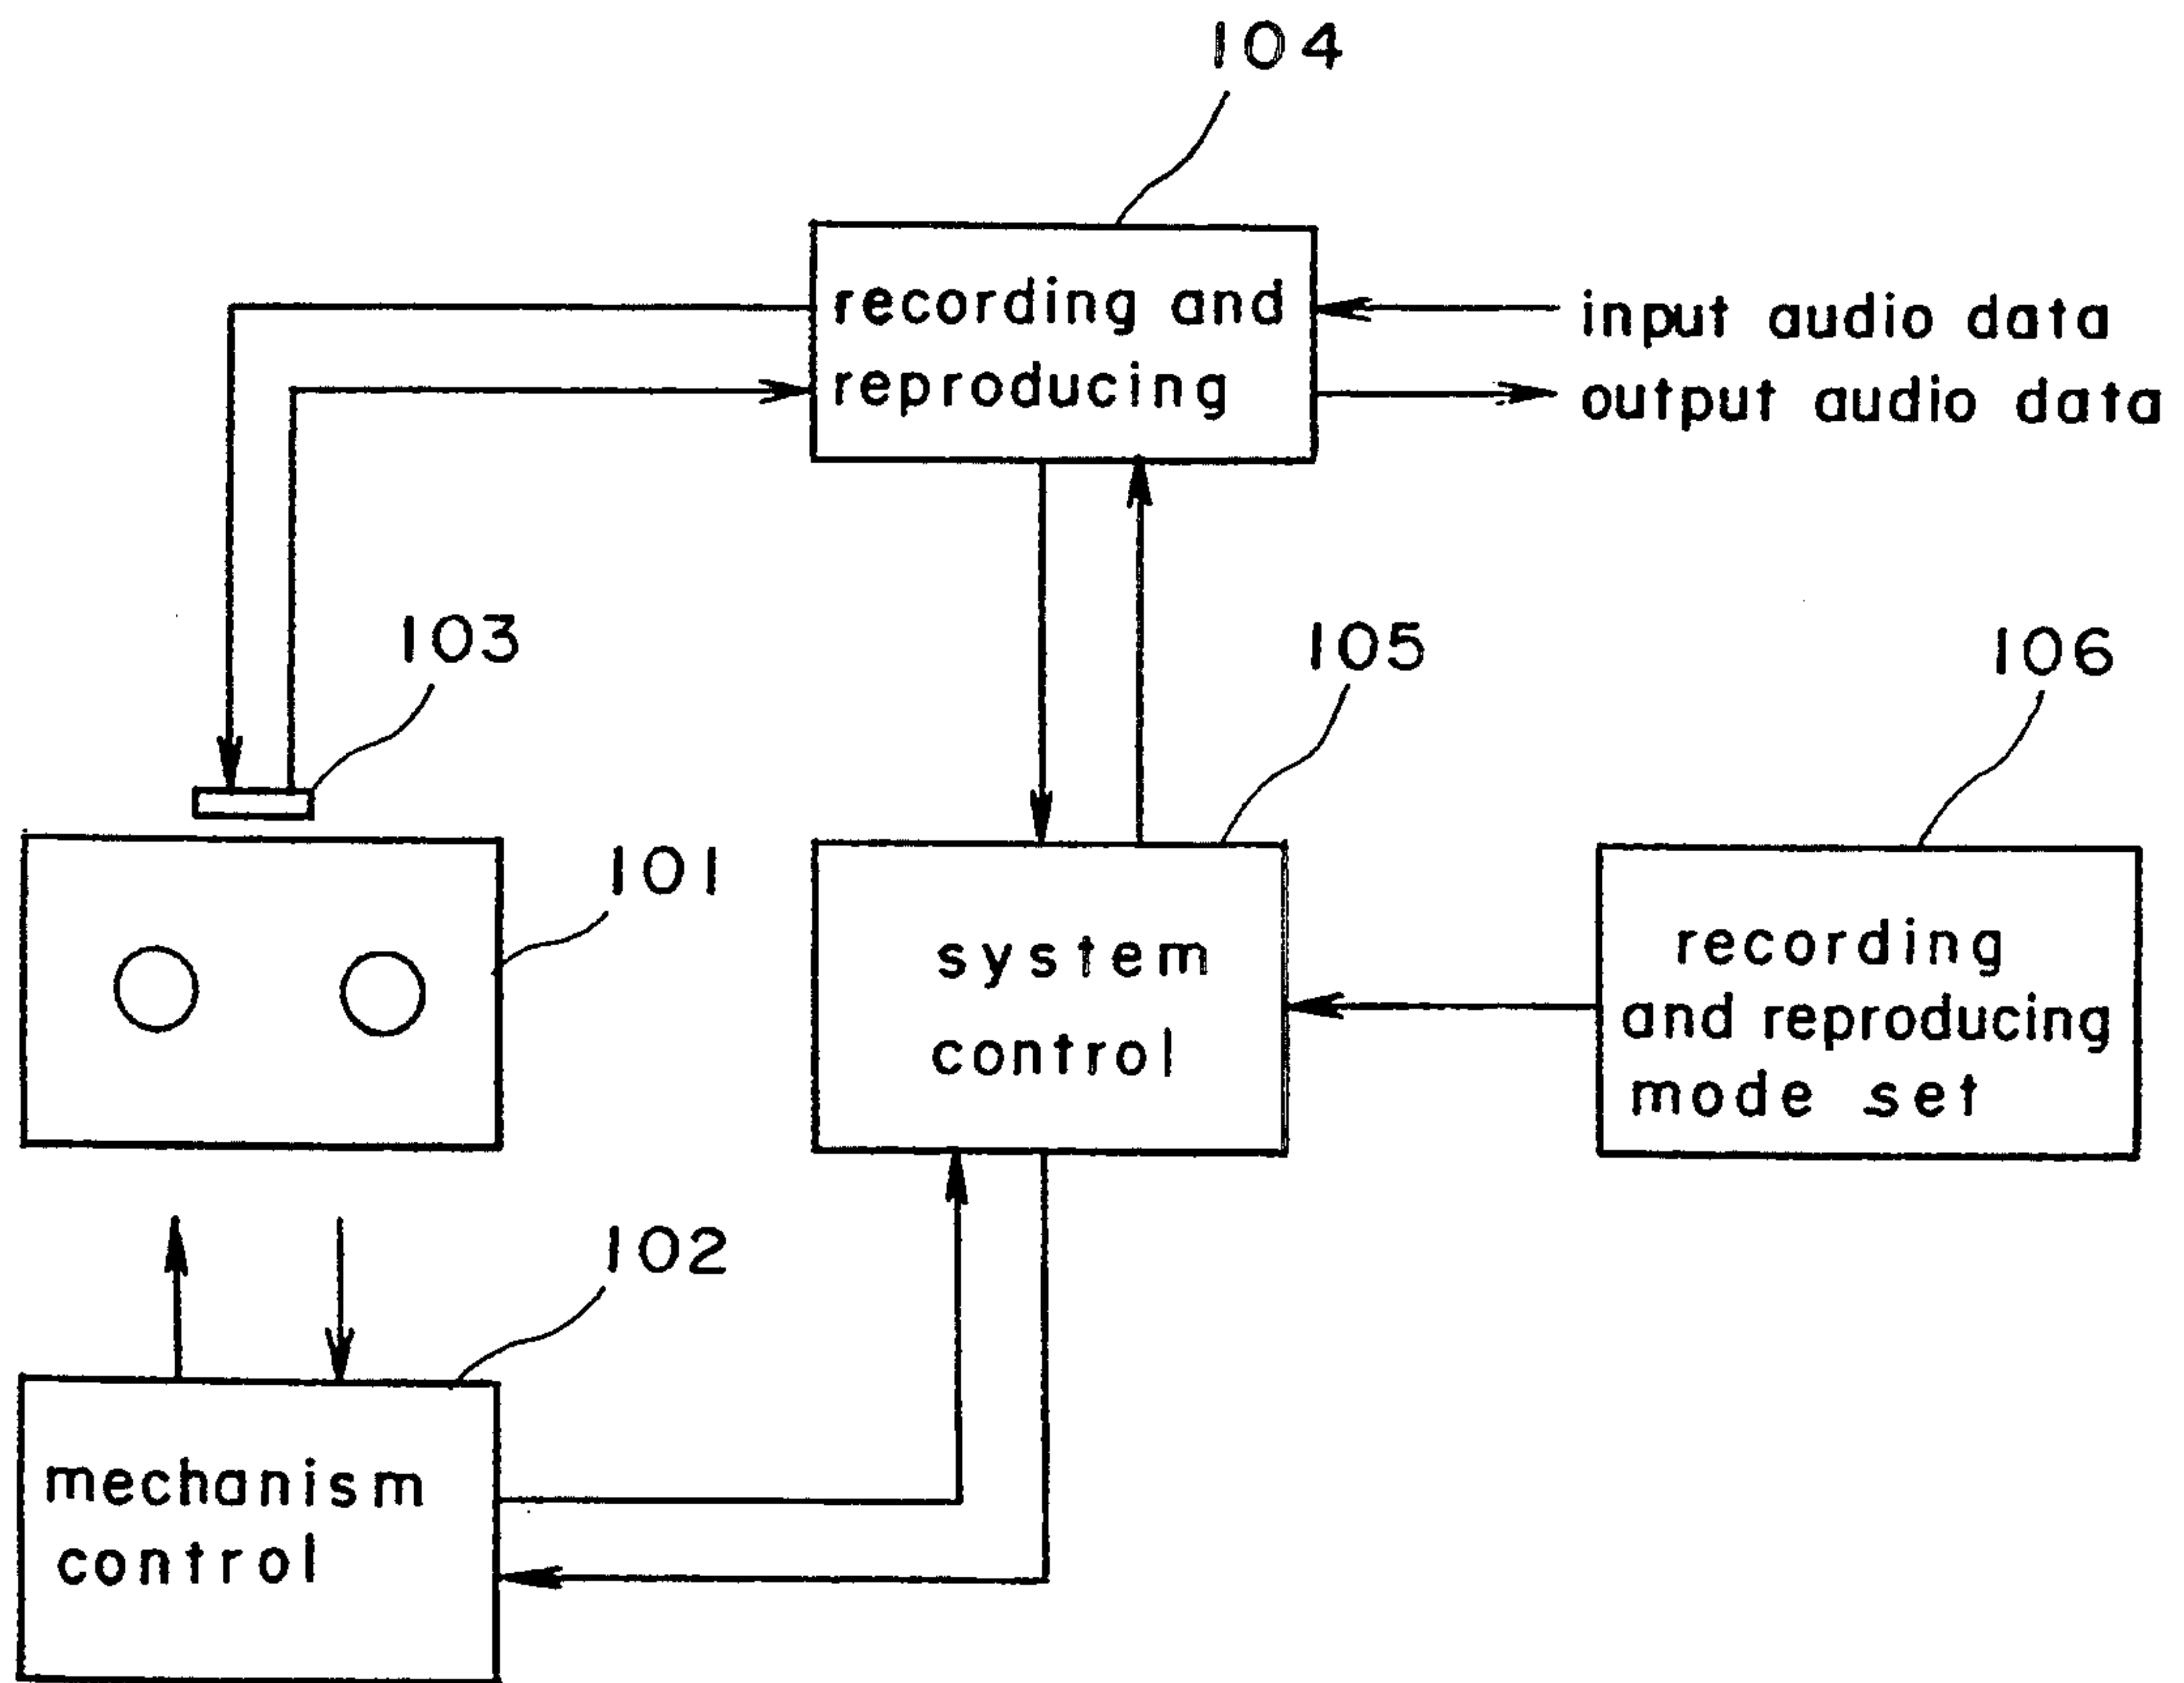 104
recording and
reproducing
input audio data
output audio data
103
105
106
101
system
control
recording
and reproducing
mode set
102
mechanism
control